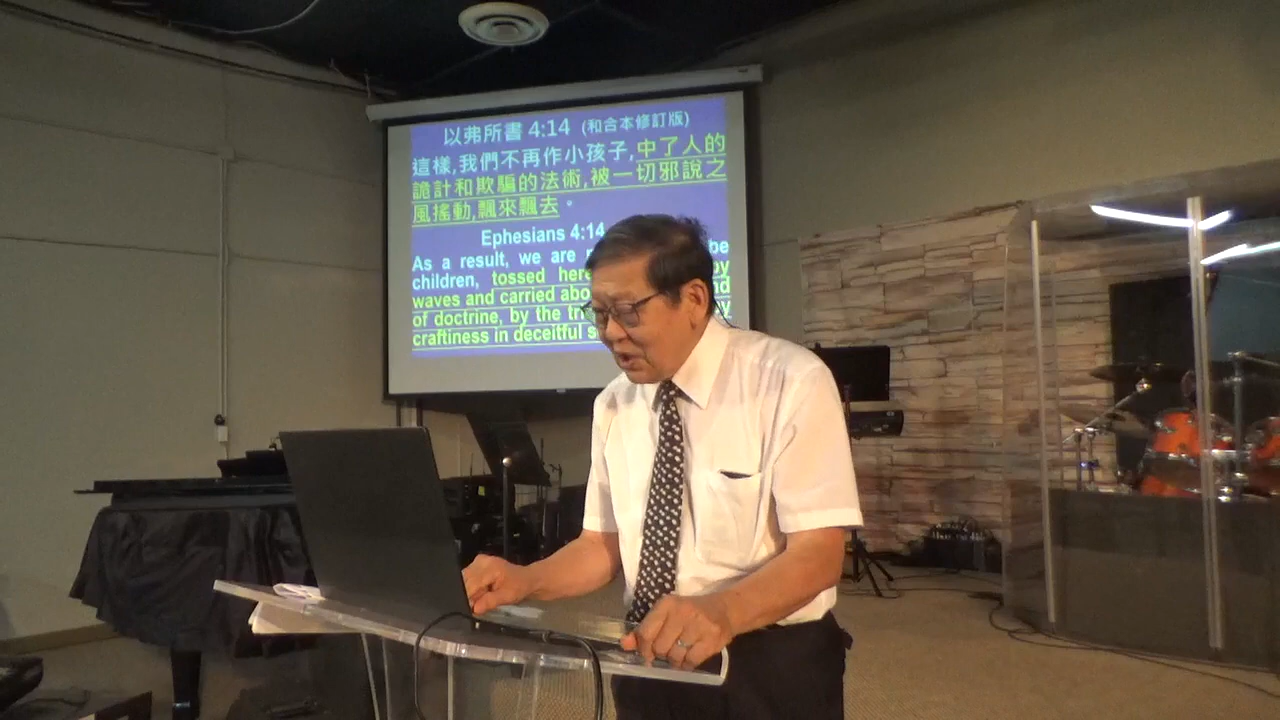 以弗所書 4:14 (和合本修訂版)
這樣,我們不再作小孩子,中了人的
詭計和欺騙的法術,被一切邪說之
風搖動,飄來飄去。
Ephesians 4:14
As a result, we are be
children, tossed here by
waves and carried
of doctrine, by the
craftiness in deceitful